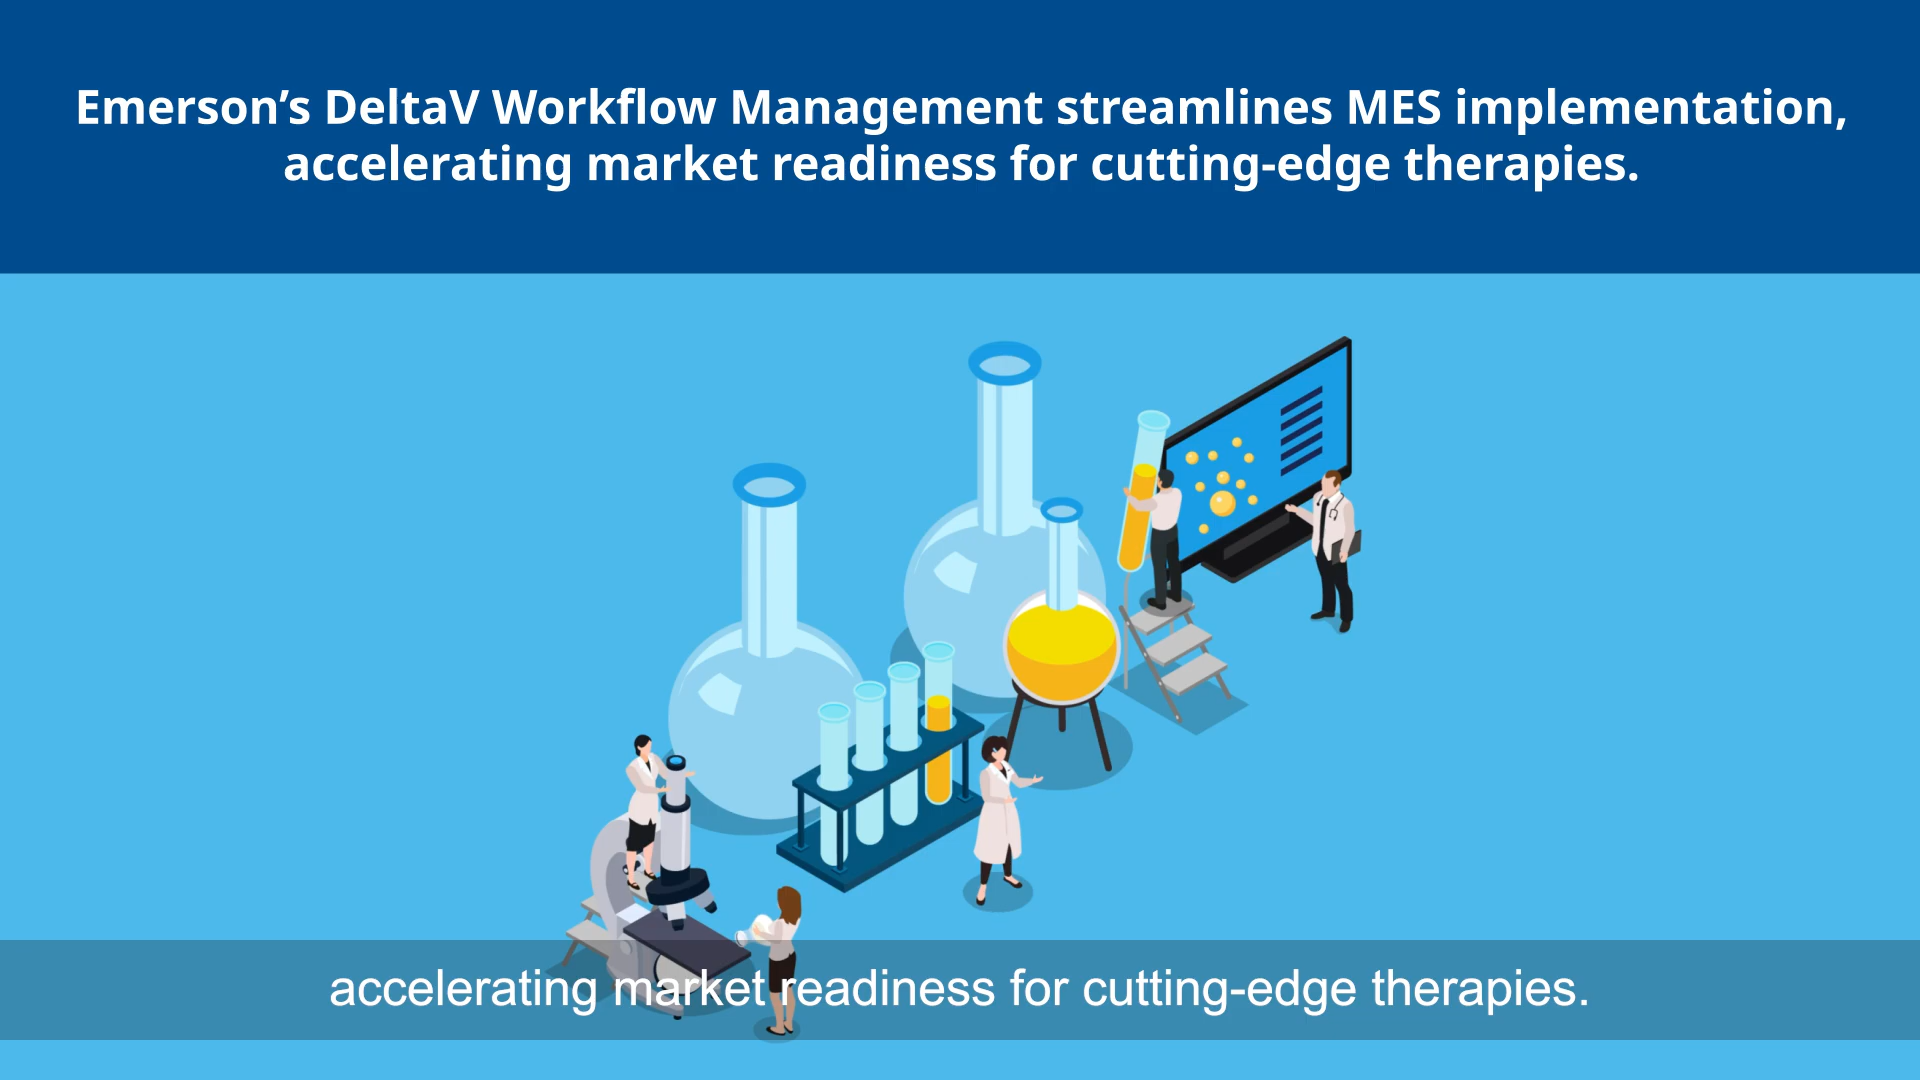 Emerson’s DeltaV Workflow Management streamlines MES implementation,
accelerating market readiness for cutting-edge therapies.
accelerating market readiness for cutting-edge therapies.